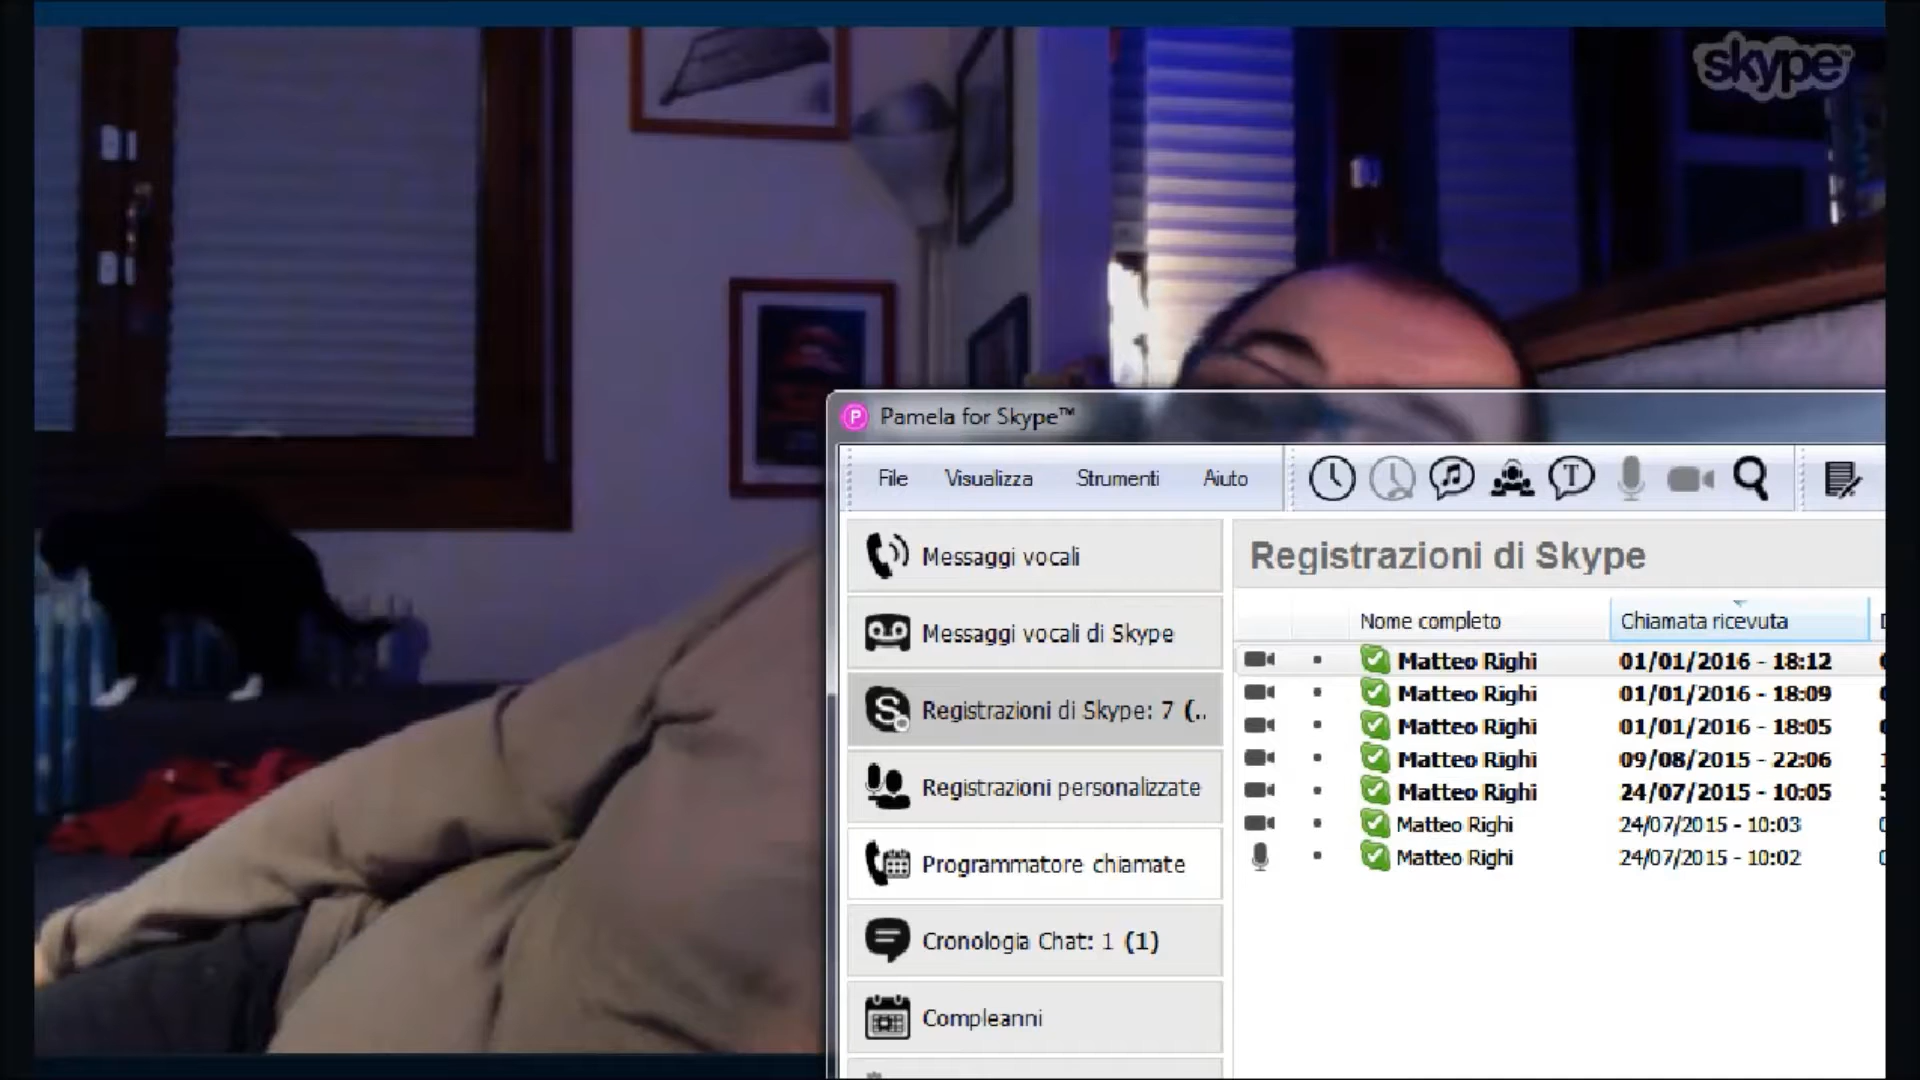 skype™
Pamela for Skype™
File Visualizza Strumenti Aiuto
Messaggi vocali
Messaggi vocali di Skype
Registrazioni di Skype: 7 (..
Registrazioni personalizzate
Programmatore chiamate
Cronologia Chat: 1 (1)
Compleanni
Registrazioni di Skype
Nome completo Chiamata ricevuta
Matteo Righi 01/01/2016 - 18:12
Matteo Righi 01/01/2016 - 18:09
Matteo Righi 01/01/2016 - 18:05
Matteo Righi 09/08/2015 - 22:06
Matteo Righi 24/07/2015 - 10:05
Matteo Righi 24/07/2015 - 10:03
Matteo Righi 24/07/2015 - 10:02